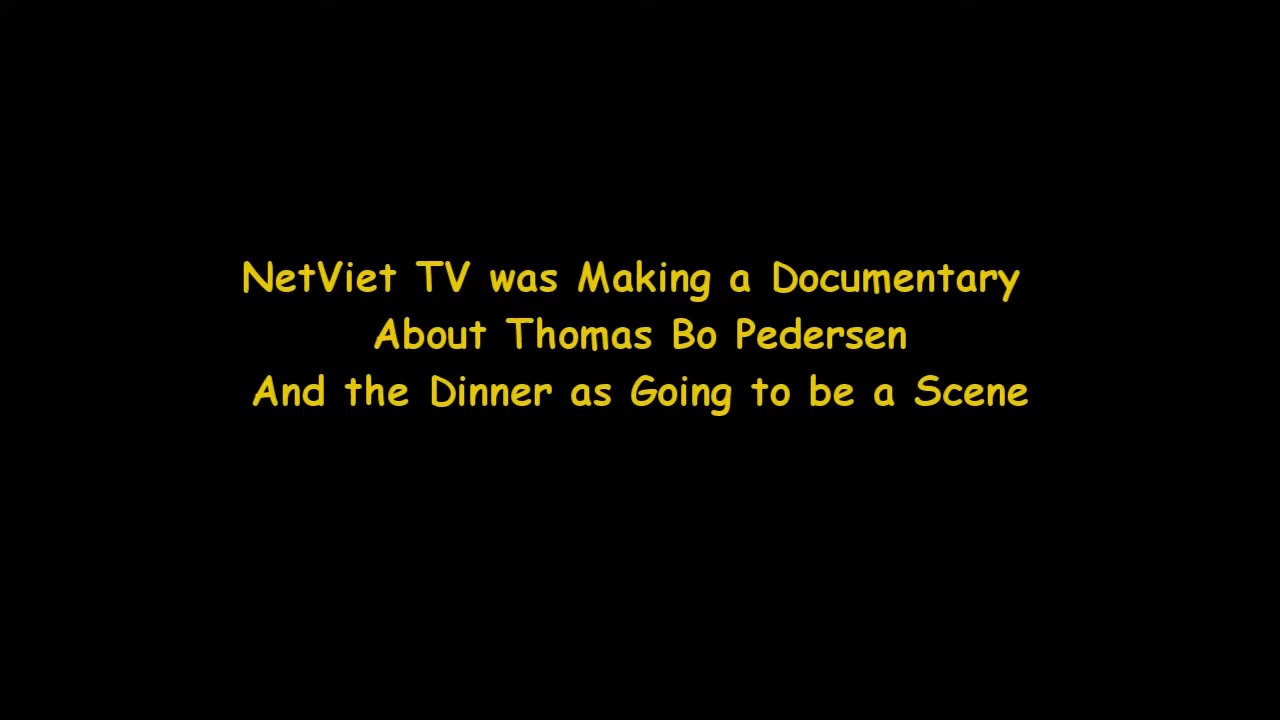 NetViet TV was Making a Documentary
About Thomas Bo Pedersen
And the Dinner as Going to be a Scene